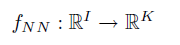 f_{NN} : ℝ^I → ℝ^K